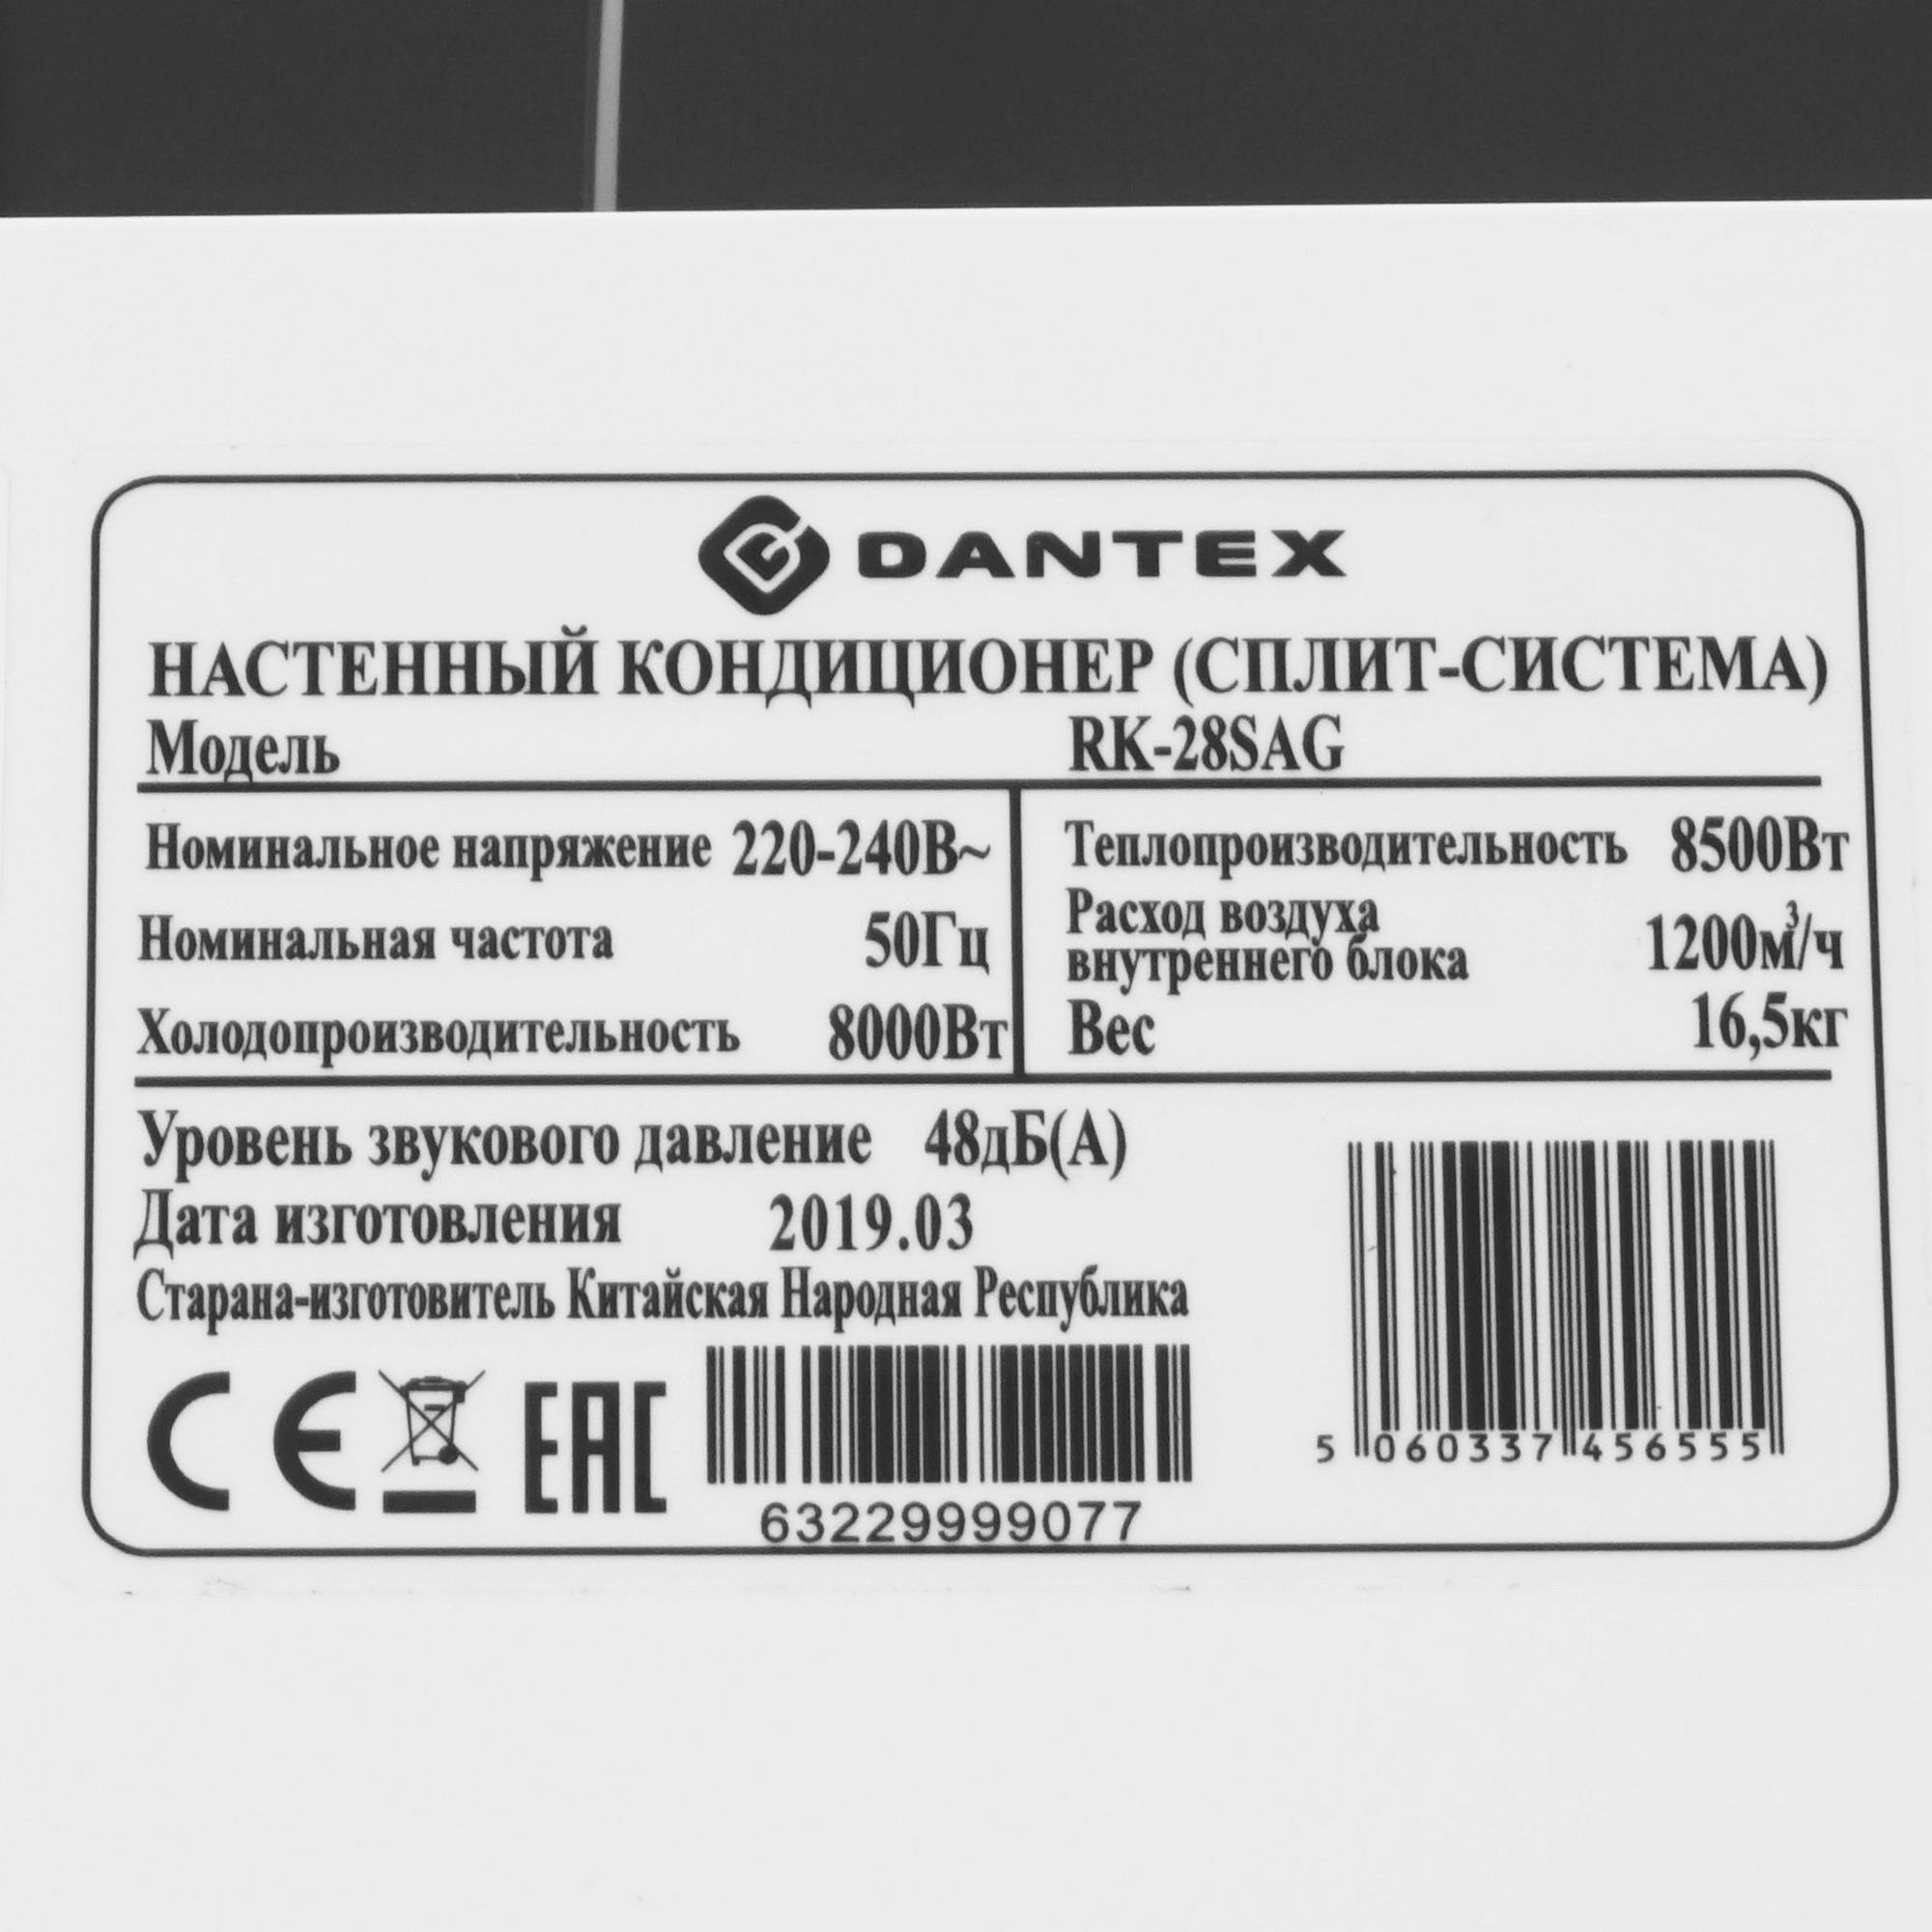 DANTEX
НАСТЕННЫЙ КОНДИЦИОНЕР (СПЛИТ-СИСТЕМА)
Модель RK-28SAG
Номинальное напряжение 220-240В~
Номинальная частота 50Гц
Холодопроизводительность 8000Вт
Теплопроизводительность 8500Вт
Расход воздуха
внутреннего блока 1200м³/ч
Вес 16,5кг
Уровень звукового давление 48дБ(А)
Дата изготовления 2019.03
Старана-изготовитель Китайская Народная Республика
CE EAC
63229999077
5 060337 456555